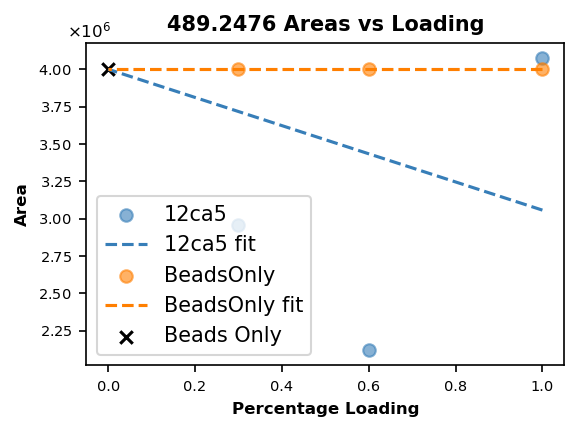 489.2476 Areas vs Loading
×10⁶
Area
4.00
3.75
3.50
3.25
3.00
2.75
2.50
2.25
12ca5
12ca5 fit
BeadsOnly
BeadsOnly fit
Beads Only
0.0 0.2 0.4 0.6 0.8 1.0
Percentage Loading